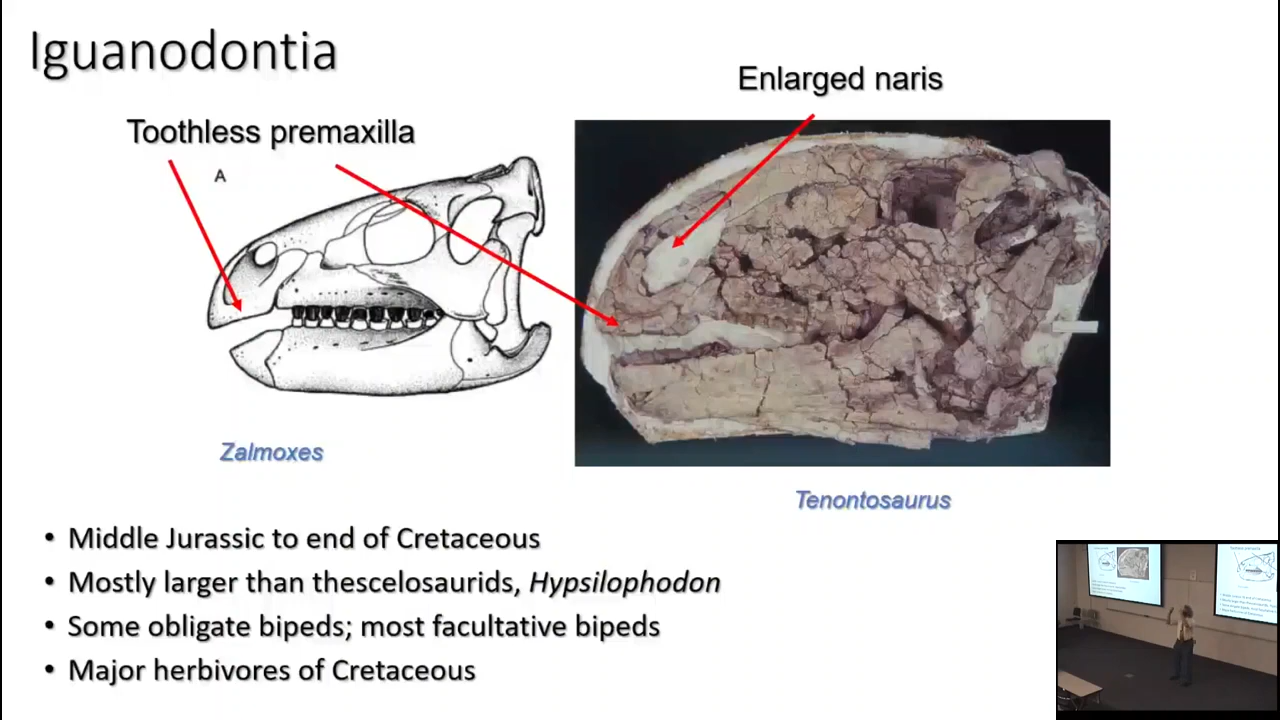 Iguanodontia
Enlarged naris
Toothless premaxilla
A
Zalmoxes
Tenontosaurus
• Middle Jurassic to end of Cretaceous
• Mostly larger than thescelosaurids, Hypsilophodon
• Some obligate bipeds; most facultative bipeds
• Major herbivores of Cretaceous